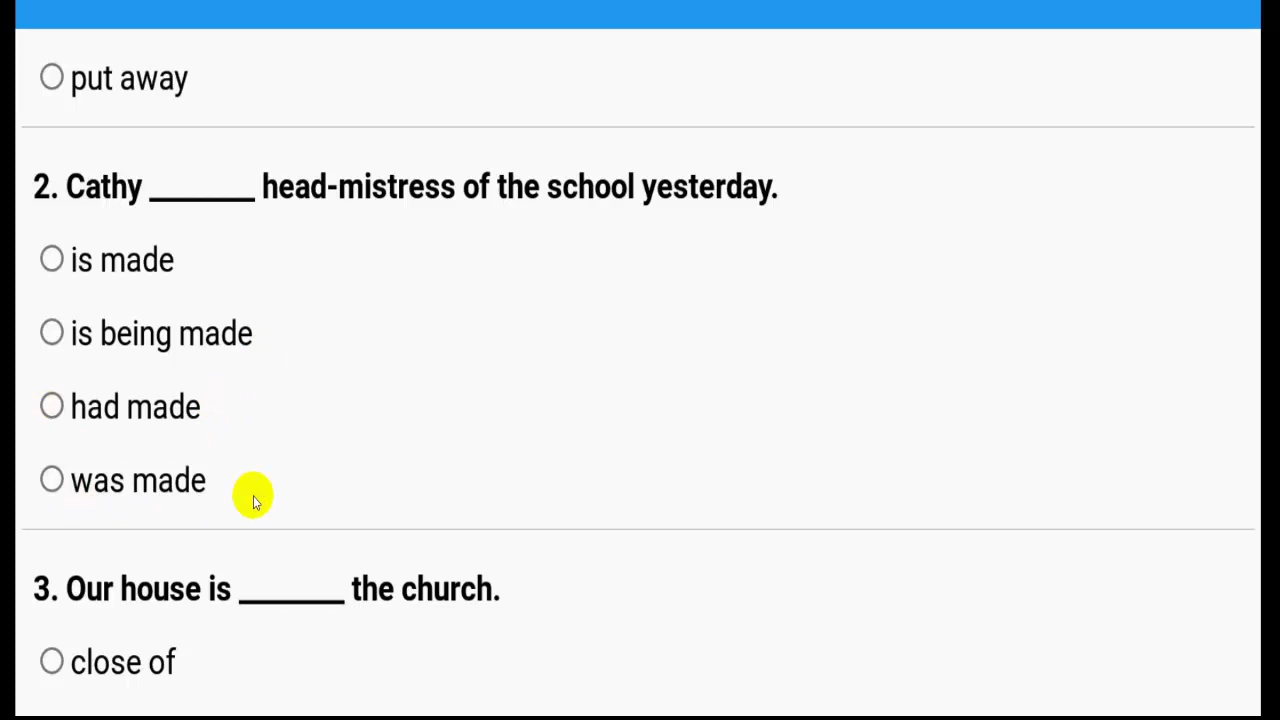 put away
2. Cathy _______ head-mistress of the school yesterday.
is made
is being made
had made
was made
3. Our house is _______ the church.
close of